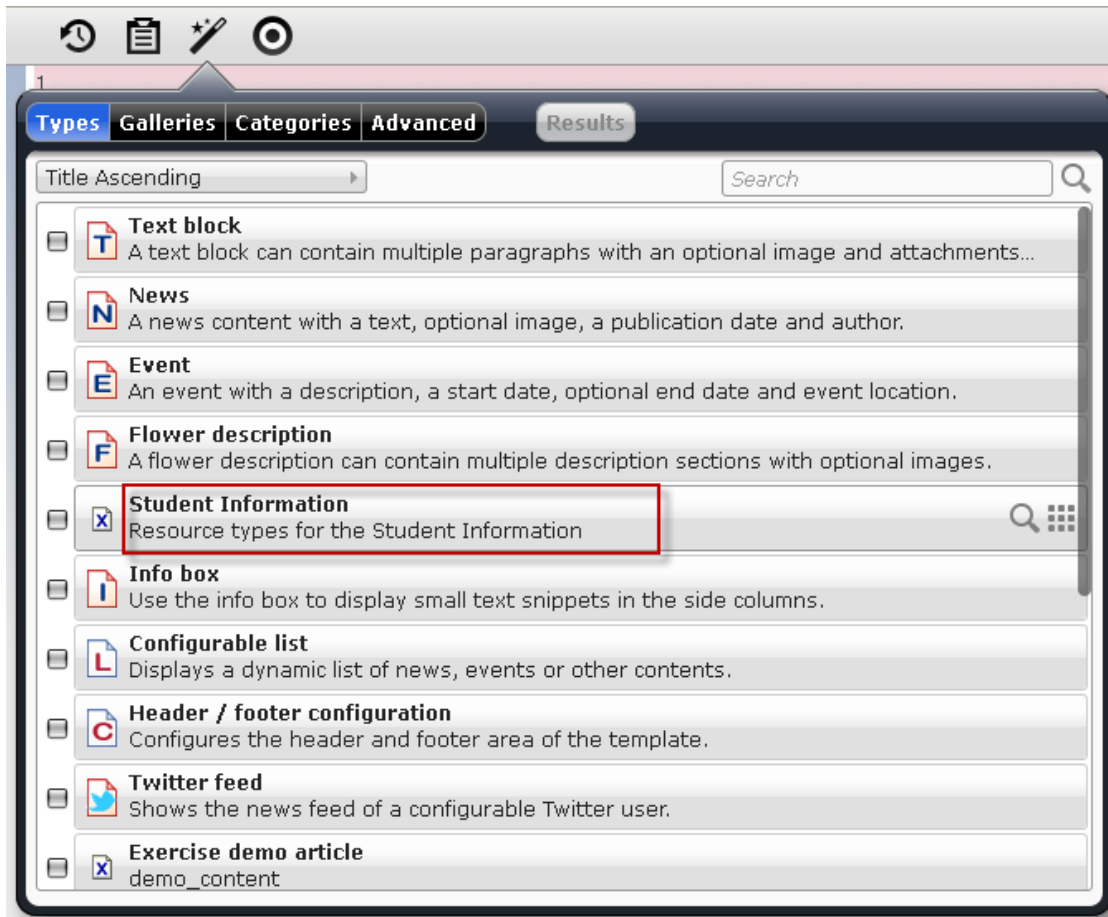 1
Types Galleries Categories Advanced Results
Title Ascending Search
Text block
A text block can contain multiple paragraphs with an optional image and attachments...
News
A news content with a text, optional image, a publication date and author.
Event
An event with a description, a start date, optional end date and event location.
Flower description
A flower description can contain multiple description sections with optional images.
Student Information
Resource types for the Student Information
Info box
Use the info box to display small text snippets in the side columns.
Configurable list
Displays a dynamic list of news, events or other contents.
Header / footer configuration
Configures the header and footer area of the template.
Twitter feed
Shows the news feed of a configurable Twitter user.
Exercise demo article
demo_content